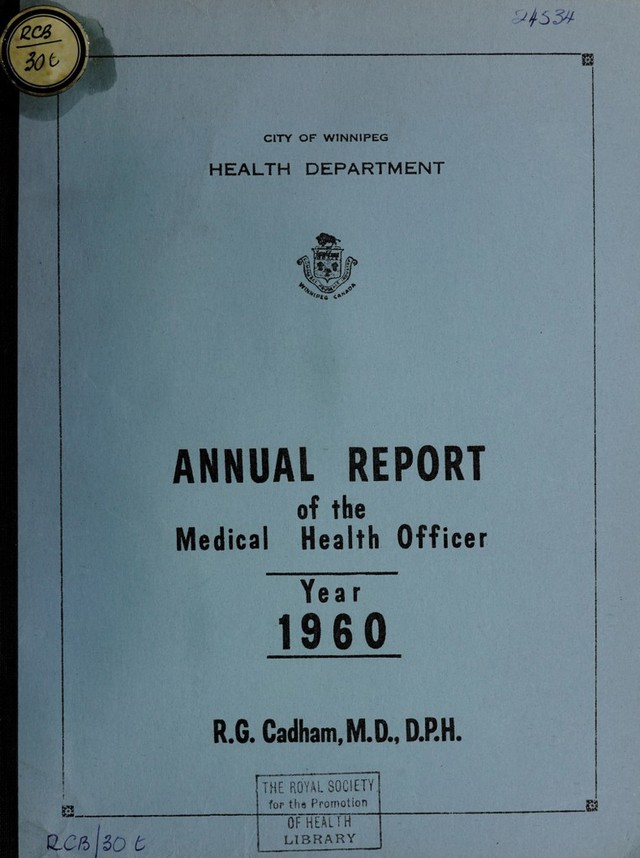 24534
RCB
30t
CITY OF WINNIPEG
HEALTH DEPARTMENT
WINNIPEG CANADA
ANNUAL REPORT
of the
Medical Health Officer
Year
1960
R.G. Cadham, M.D., D.P.H.
THE ROYAL SOCIETY
for the Promotion
OF HEALTH
LIBRARY
RCB/30 t